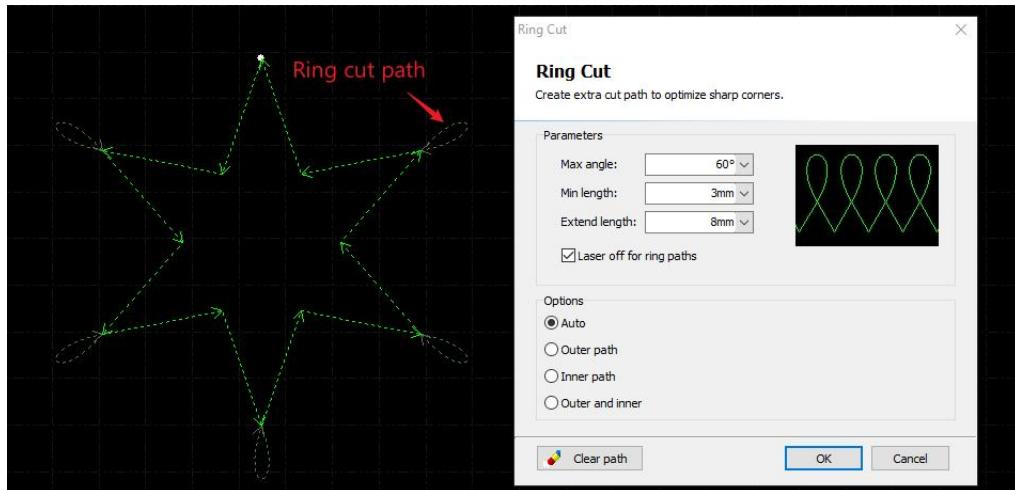 Ring cut path
Ring Cut
Ring Cut
Create extra cut path to optimize sharp corners.
Parameters
Max angle: 60°
Min length: 3mm
Extend length: 8mm
Laser off for ring paths
Options
Auto
Outer path
Inner path
Outer and inner
Clear path OK Cancel